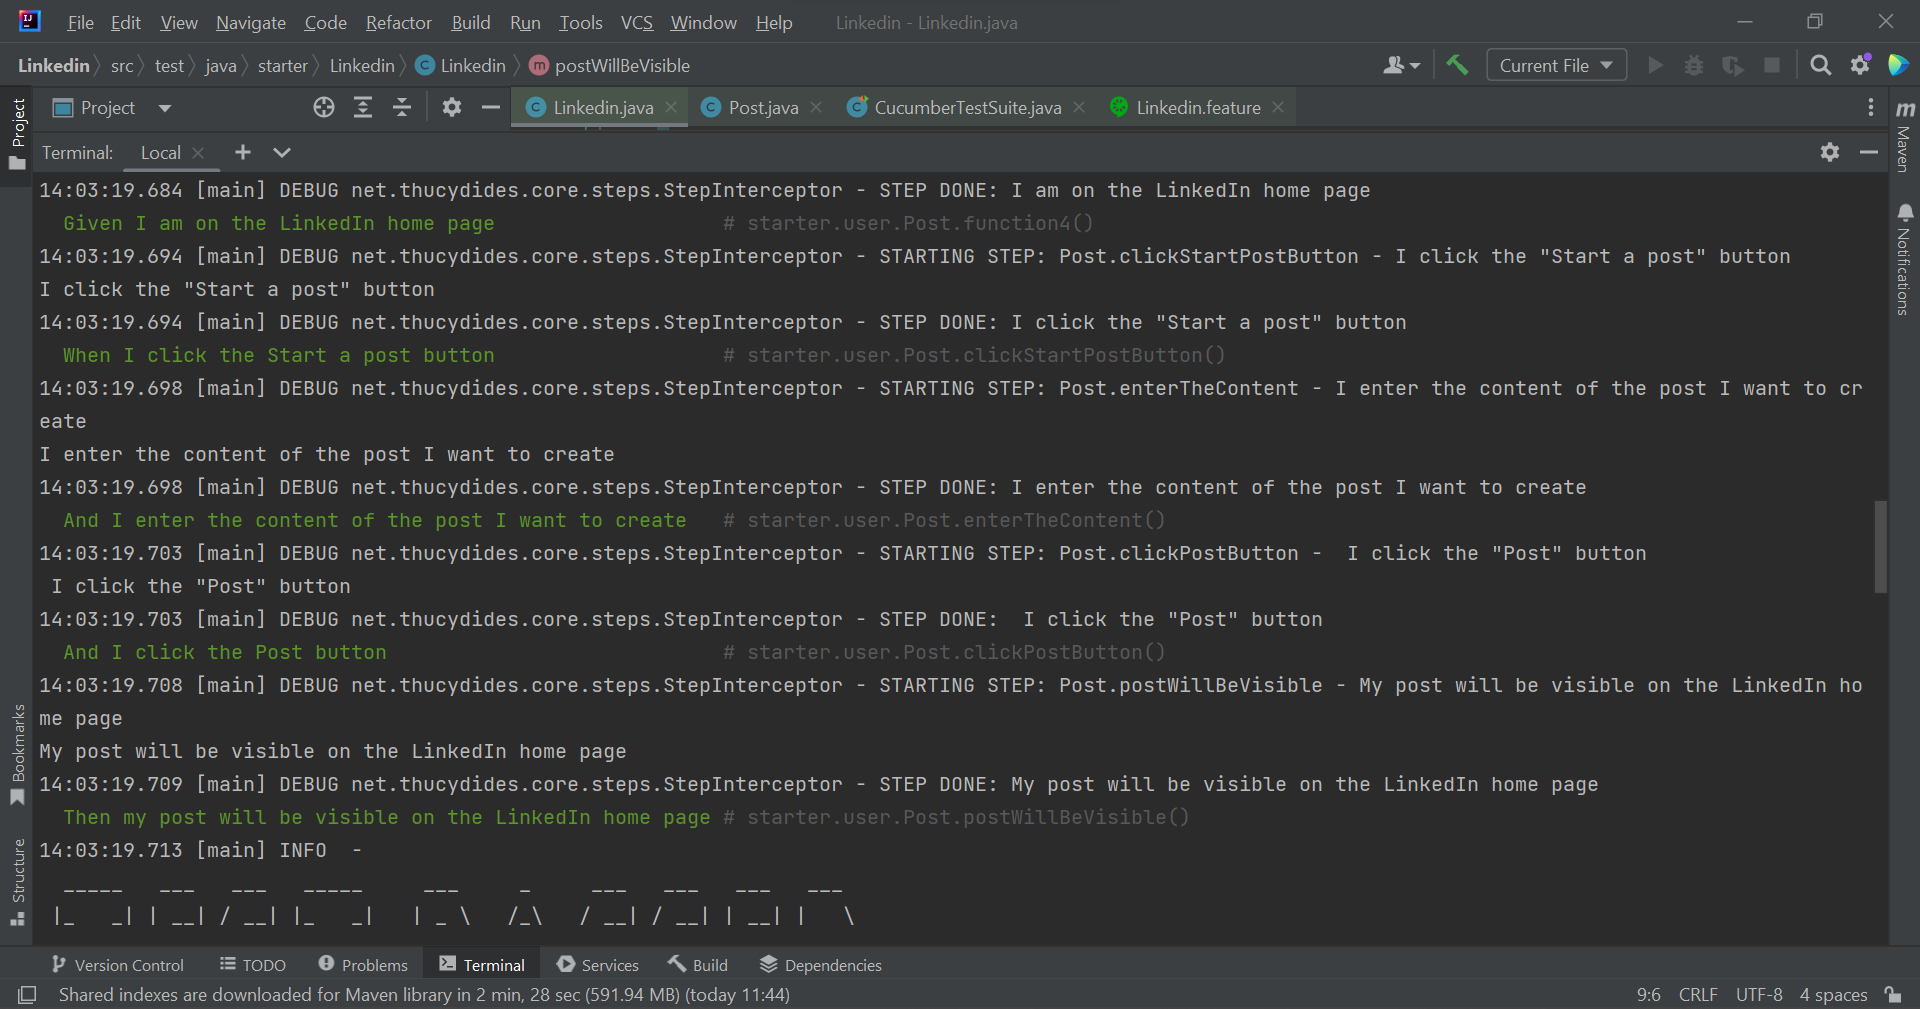 File Edit View Navigate Code Refactor Build Run Tools VCS Window Help Linkedin - Linkedin.java
Linkedin src test java starter Linkedin C Linkedin m postWillBeVisible Current File
Project C Linkedin.java C Post.java C CucumberTestSuite.java Linkedin.feature
Terminal: Local
14:03:19.684 [main] DEBUG net.thucydides.core.steps.StepInterceptor - STEP DONE: I am on the LinkedIn home page
  Given I am on the LinkedIn home page                   # starter.user.Post.function4()
14:03:19.694 [main] DEBUG net.thucydides.core.steps.StepInterceptor - STARTING STEP: Post.clickStartPostButton - I click the "Start a post" button
I click the "Start a post" button
14:03:19.694 [main] DEBUG net.thucydides.core.steps.StepInterceptor - STEP DONE: I click the "Start a post" button
  When I click the Start a post button                   # starter.user.Post.clickStartPostButton()
14:03:19.698 [main] DEBUG net.thucydides.core.steps.StepInterceptor - STARTING STEP: Post.enterTheContent - I enter the content of the post I want to cr
eate
I enter the content of the post I want to create
14:03:19.698 [main] DEBUG net.thucydides.core.steps.StepInterceptor - STEP DONE: I enter the content of the post I want to create
  And I enter the content of the post I want to create   # starter.user.Post.enterTheContent()
14:03:19.703 [main] DEBUG net.thucydides.core.steps.StepInterceptor - STARTING STEP: Post.clickPostButton -  I click the "Post" button
 I click the "Post" button
14:03:19.703 [main] DEBUG net.thucydides.core.steps.StepInterceptor - STEP DONE:  I click the "Post" button
  And I click the Post button                            # starter.user.Post.clickPostButton()
14:03:19.708 [main] DEBUG net.thucydides.core.steps.StepInterceptor - STARTING STEP: Post.postWillBeVisible - My post will be visible on the LinkedIn ho
me page
My post will be visible on the LinkedIn home page
14:03:19.709 [main] DEBUG net.thucydides.core.steps.StepInterceptor - STEP DONE: My post will be visible on the LinkedIn home page
  Then my post will be visible on the LinkedIn home page # starter.user.Post.postWillBeVisible()
14:03:19.713 [main] INFO  -
  _____   ___   ___   _____     ___     _     ___   ___   ___   ___
 |_   _| | __| / __| |_   _|   | _ \   /_\   / __| / __| | __| |   \
Version Control TODO Problems Terminal Services Build Dependencies
Shared indexes are downloaded for Maven library in 2 min, 28 sec (591.94 MB) (today 11:44) 9:6 CRLF UTF-8 4 spaces
Project
Bookmarks
Structure
m Maven
Notifications